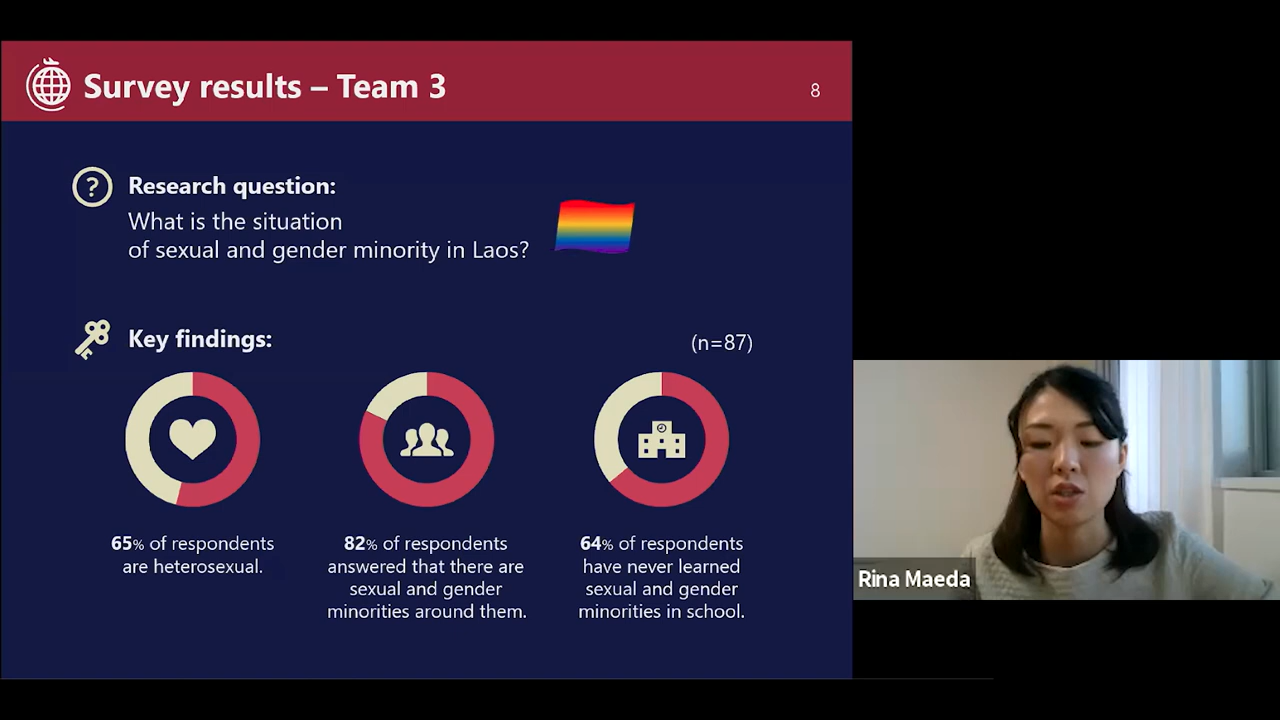 Survey results – Team 3
8
?
Research question:
What is the situation
of sexual and gender minority in Laos?
Key findings:
(n=87)
65% of respondents
are heterosexual.
82% of respondents
answered that there are
sexual and gender
minorities around them.
64% of respondents
have never learned
sexual and gender
minorities in school.
Rina Maeda